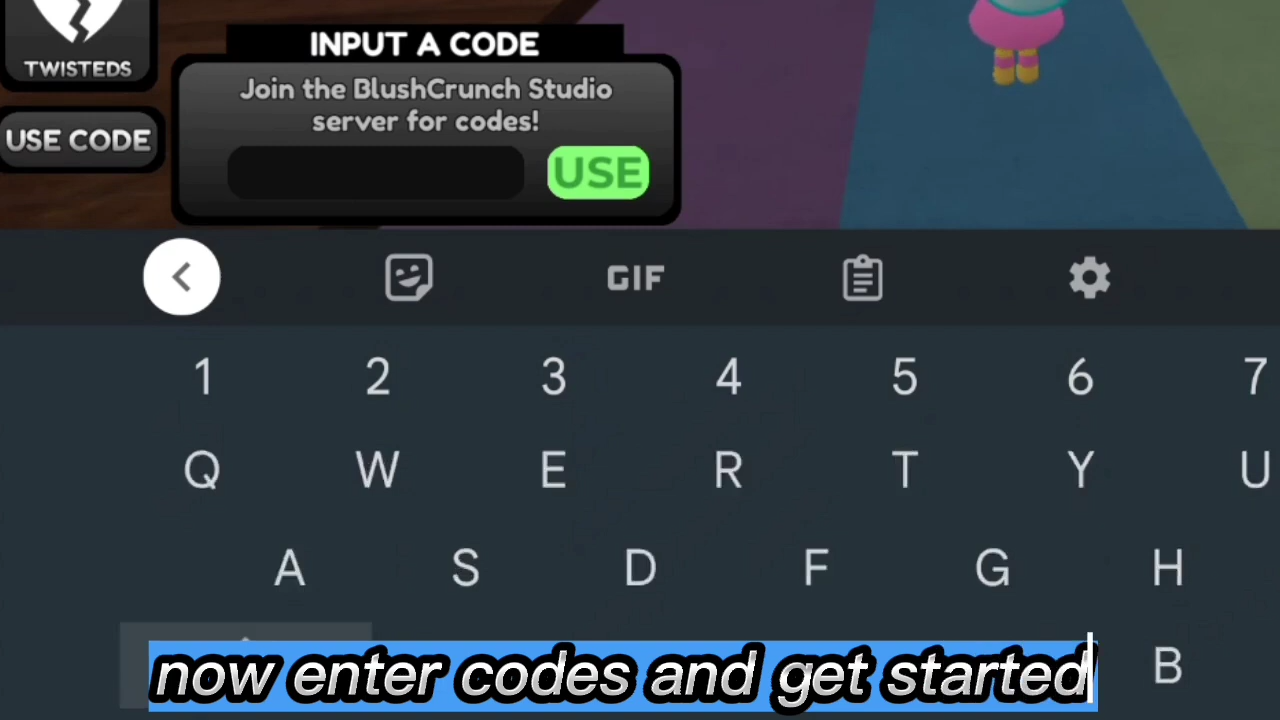 TWISTEDS
USE CODE
INPUT A CODE
Join the BlushCrunch Studio
server for codes!
USE
GIF
1 2 3 4 5 6 7
Q W E R T Y U
A S D F G H
B
now enter codes and get started